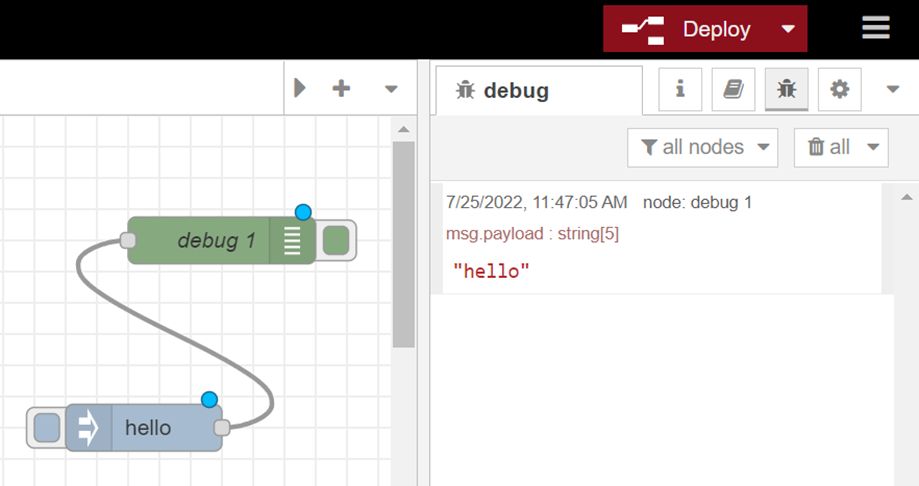 Deploy
debug
all nodes
all
7/25/2022, 11:47:05 AM node: debug 1
msg.payload : string[5]
"hello"
debug 1
hello